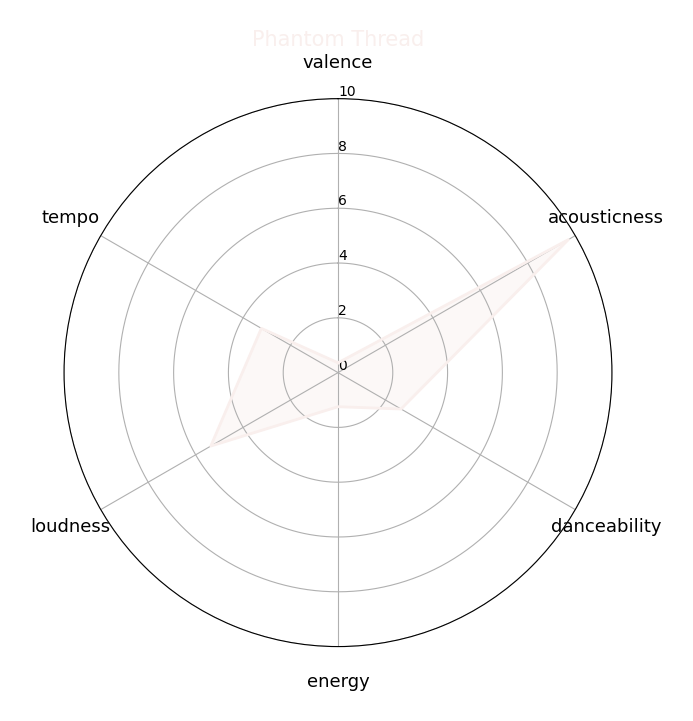 Phantom Thread
valence
10
8
tempo
acousticness
6
4
2
0
loudness
danceability
energy